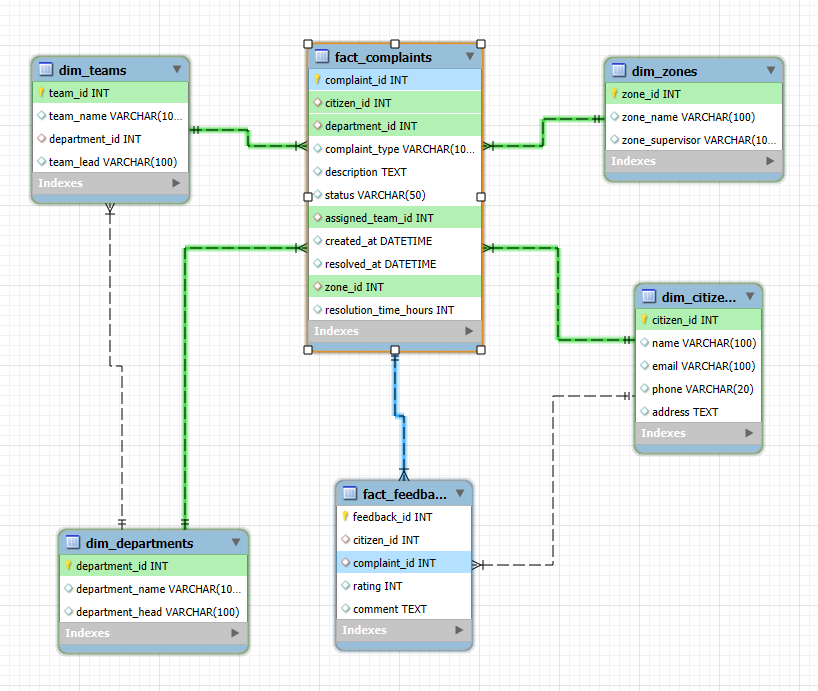 dim_teams
team_id INT
team_name VARCHAR(10...
department_id INT
team_lead VARCHAR(100)
Indexes
fact_complaints
complaint_id INT
citizen_id INT
department_id INT
complaint_type VARCHAR(10...
description TEXT
status VARCHAR(50)
assigned_team_id INT
created_at DATETIME
resolved_at DATETIME
zone_id INT
resolution_time_hours INT
Indexes
dim_zones
zone_id INT
zone_name VARCHAR(100)
zone_supervisor VARCHAR(10...
Indexes
dim_citize...
citizen_id INT
name VARCHAR(100)
email VARCHAR(100)
phone VARCHAR(20)
address TEXT
Indexes
dim_departments
department_id INT
department_name VARCHAR(10...
department_head VARCHAR(100)
Indexes
fact_feedba...
feedback_id INT
citizen_id INT
complaint_id INT
rating INT
comment TEXT
Indexes